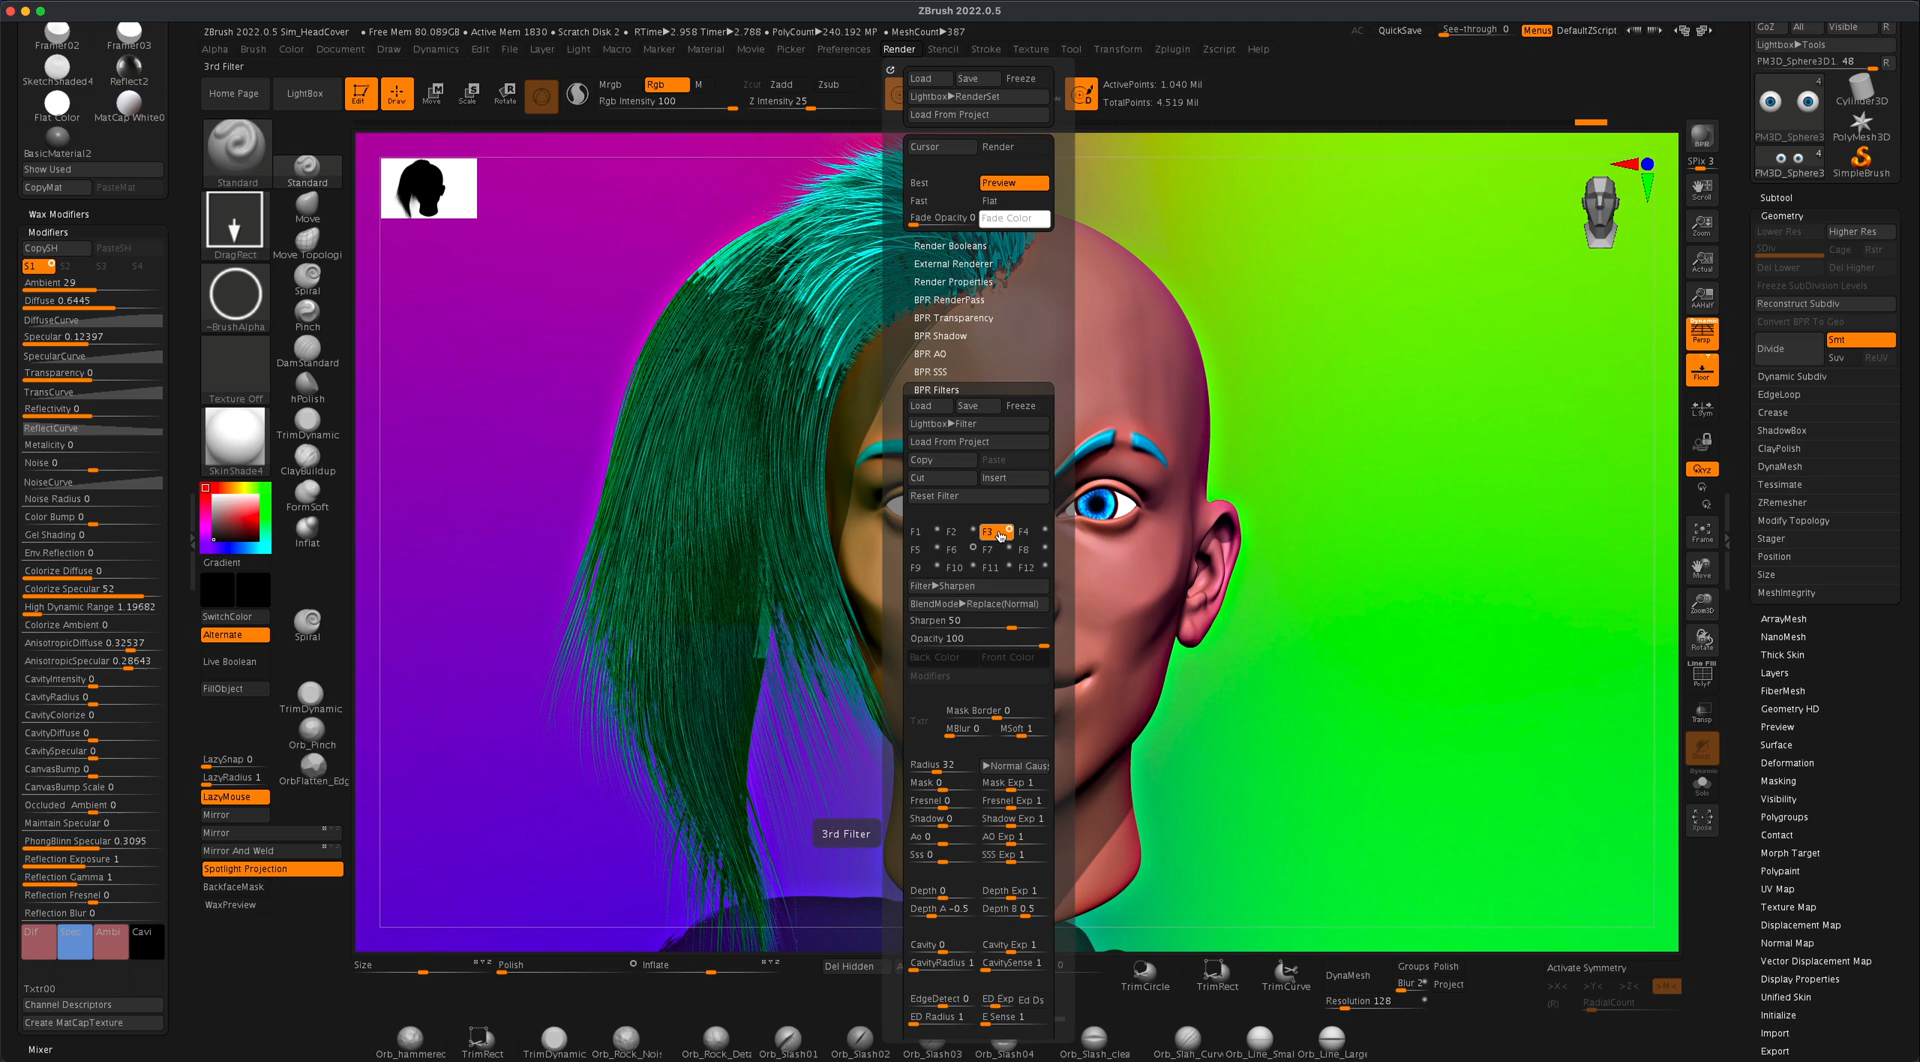 ZBrush 2022.0.5
ZBrush 2022.0.5 Sim_HeadCover • Free Mem 80.089GB • Active Mem 1830 • Scratch Disk 2 • RTime▶2.958 Timer▶2.788 • PolyCount▶240.192 MP • MeshCount▶387
AC QuickSave See-through 0 Menus DefaultZScript
Alpha Brush Color Document Draw Dynamics Edit File Layer Light Macro Marker Material Movie Picker Preferences Render Stencil Stroke Texture Tool Transform Zplugin Zscript Help
3rd Filter
Home Page LightBox Edit Draw Move Scale Rotate
Mrgb Rgb M Zcut Zadd Zsub
Rgb Intensity 100 Z Intensity 25
ActivePoints: 1.040 Mil
TotalPoints: 4.519 Mil
Framer02 Framer03
SketchShaded4 Reflect2
Flat Color MatCap White0
BasicMaterial2
Show Used
CopyMat PasteMat
Wax Modifiers
Modifiers
CopySH PasteSH
S1 S2 S3 S4
Ambient 29
Diffuse 0.6445
DiffuseCurve
Specular 0.12397
SpecularCurve
Transparency 0
TransCurve
Reflectivity 0
ReflectCurve
Metalicity 0
Noise 0
NoiseCurve
Noise Radius 0
Color Bump 0
Gel Shading 0
Env.Reflection 0
Colorize Diffuse 0
Colorize Specular 52
High Dynamic Range 1.19682
Colorize Ambient 0
AnisotropicDiffuse 0.32537
AnisotropicSpecular 0.28643
CavityIntensity 0
CavityRadius 0
CavityColorize 0
CavityDiffuse 0
CavitySpecular 0
CanvasBump 0
CanvasBump Scale 0
Occluded Ambient 0
Maintain Specular 0
PhongBlinn Specular 0.3095
Reflection Exposure 1
Reflection Gamma 1
Reflection Fresnel 0
Reflection Blur 0
Dif Spec Ambi Cavi
Txtr00
Channel Descriptors
Create MatCapTexture
Mixer
Standard
DragRect
~BrushAlpha
Texture Off
SkinShade4
Gradient
SwitchColor
Alternate
Live Boolean
FillObject
LazySnap 0
LazyRadius 1
LazyMouse
Mirror
Mirror
Mirror And Weld
Spotlight Projection
BackfaceMask
WaxPreview
Standard
Move
Move Topologi
Spiral
Pinch
DamStandard
hPolish
TrimDynamic
ClayBuildup
FormSoft
Inflat
Spiral
TrimDynamic
Orb_Pinch
OrbFlatten_Edg
Load Save Freeze
Lightbox▶RenderSet
Load From Project
Cursor Render
Best Preview
Fast Flat
Fade Opacity 0 Fade Color
Render Booleans
External Renderer
Render Properties
BPR RenderPass
BPR Transparency
BPR Shadow
BPR AO
BPR SSS
BPR Filters
Load Save Freeze
Lightbox▶Filter
Load From Project
Copy Paste
Cut Insert
Reset Filter
F1 F2 F3 F4
F5 F6 F7 F8
F9 F10 F11 F12
Filter▶Sharpen
BlendMode▶Replace(Normal)
Sharpen 50
Opacity 100
Back Color Front Color
Modifiers
Txtr
Mask Border 0
MBlur 0 MSoft 1
Radius 32 ▶Normal Gaus
Mask 0 Mask Exp 1
Fresnel 0 Fresnel Exp 1
Shadow 0 Shadow Exp 1
Ao 0 AO Exp 1
Sss 0 SSS Exp 1
Depth 0 Depth Exp 1
Depth A -0.5 Depth B 0.5
Cavity 0 Cavity Exp 1
CavityRadius 1 CavitySense 1
EdgeDetect 0 ED Exp Ed Ds
ED Radius 1 E Sense 1
3rd Filter
BPR
SPix 3
Scroll
Zoom
Actual
AAHalf
Dynamic
Persp
Floor
L.Sym
XYZ
Frame
Move
Zoom3D
Rotate
Line Fill
PolyF
Transp
Dynamic
Solo
Xpose
GoZ All Visible R
Lightbox▶Tools
PM3D_Sphere3D1. 48 R
4
PM3D_Sphere3 Cylinder3D
PolyMesh3D
4
PM3D_Sphere3 SimpleBrush
Subtool
Geometry
Lower Res Higher Res
SDiv Cage Rstr
Del Lower Del Higher
Freeze SubDivision Levels
Reconstruct Subdiv
Convert BPR To Geo
Divide Smt
Suv ReUV
Dynamic Subdiv
EdgeLoop
Crease
ShadowBox
ClayPolish
DynaMesh
Tessimate
ZRemesher
Modify Topology
Stager
Position
Size
MeshIntegrity
ArrayMesh
NanoMesh
Thick Skin
Layers
FiberMesh
Geometry HD
Preview
Surface
Deformation
Masking
Visibility
Polygroups
Contact
Morph Target
Polypaint
UV Map
Texture Map
Displacement Map
Normal Map
Vector Displacement Map
Display Properties
Unified Skin
Initialize
Import
Export
Size Polish Inflate Del Hidden
TrimCircle TrimRect TrimCurve
DynaMesh Groups Polish
Blur 2 Project
Resolution 128
Activate Symmetry
>X< >Y< >Z< >M<
(R) RadialCount
Orb_hammerec TrimRect TrimDynamic Orb_Rock_Nois Orb_Rock_Deta Orb_Slash01 Orb_Slash02 Orb_Slash03 Orb_Slash04 Orb_Slash_clea Orb_Slah_Curv Orb_Line_Smal Orb_Line_Large